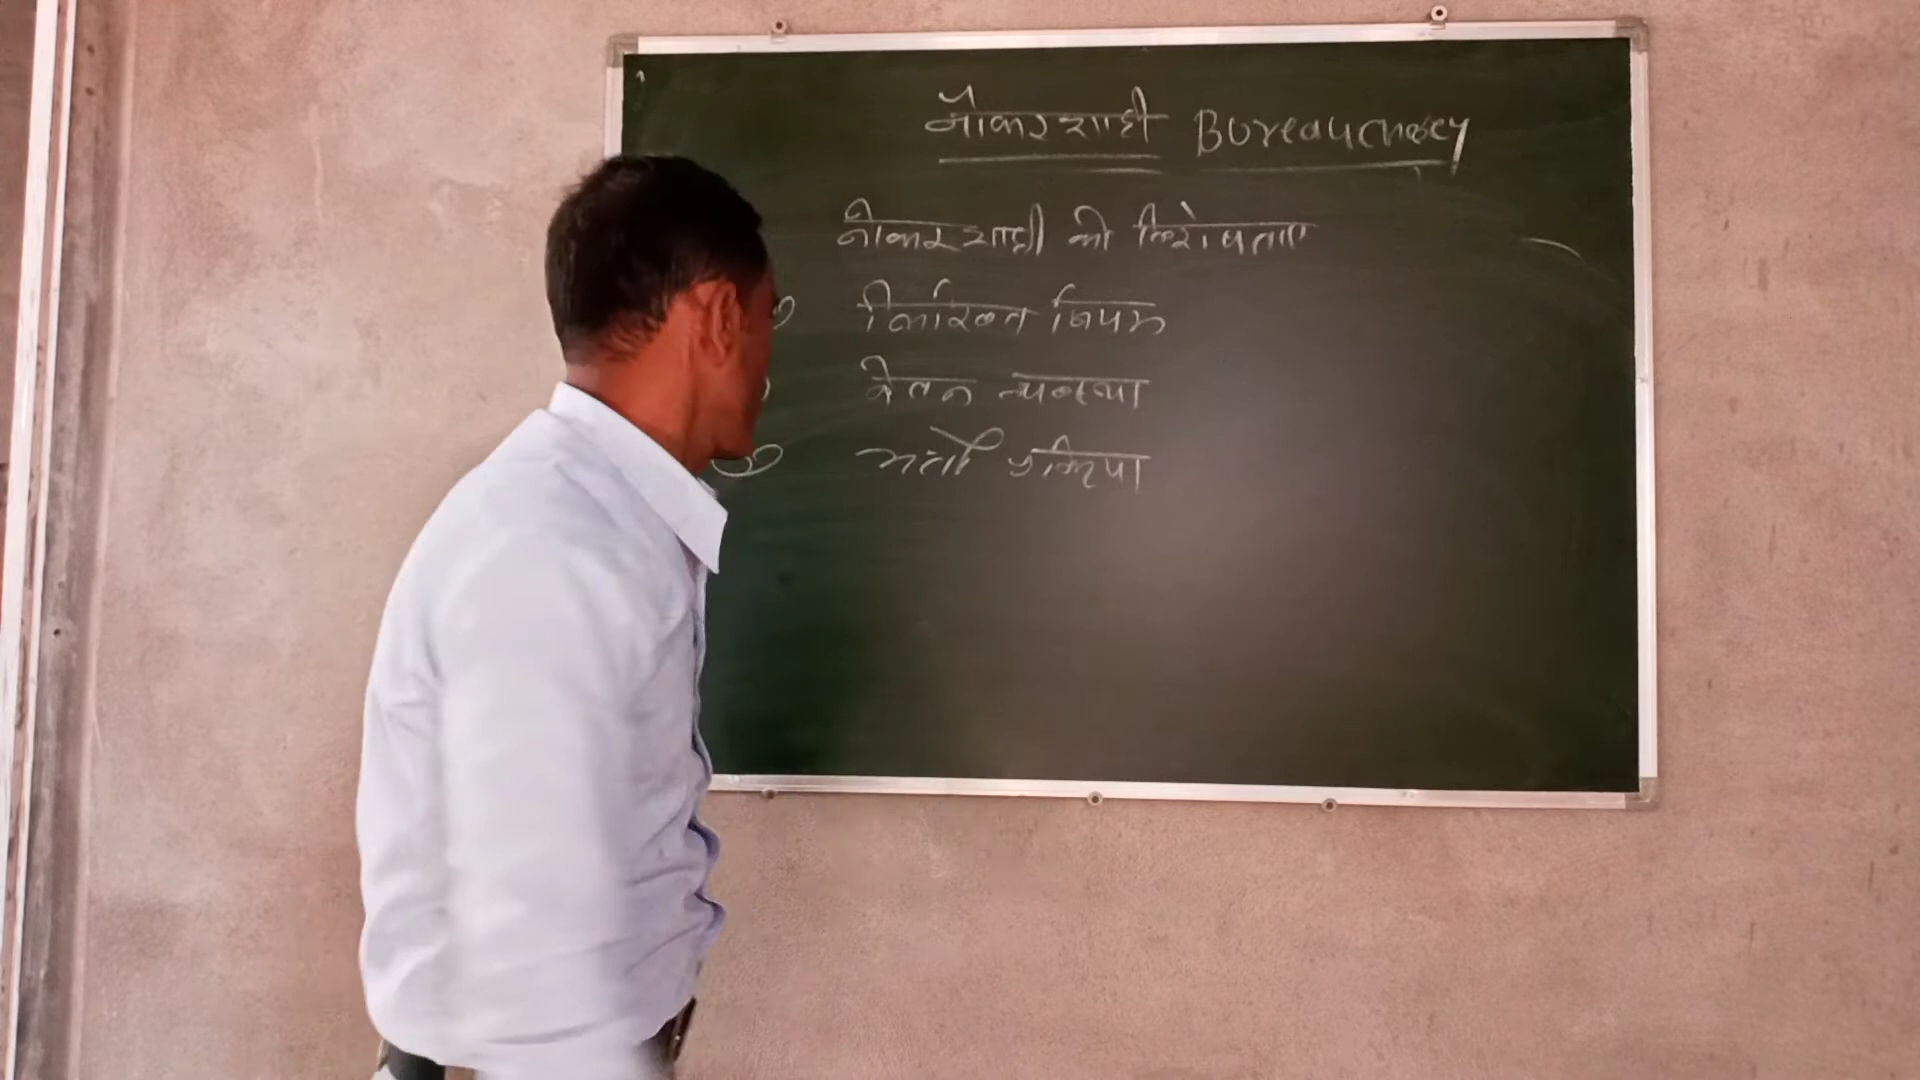 नौकरशाही Bureaucracy
नौकरशाही की विशेषताए
निश्चित नियम
वेतन व्यवस्था
भर्ती प्रक्रिया